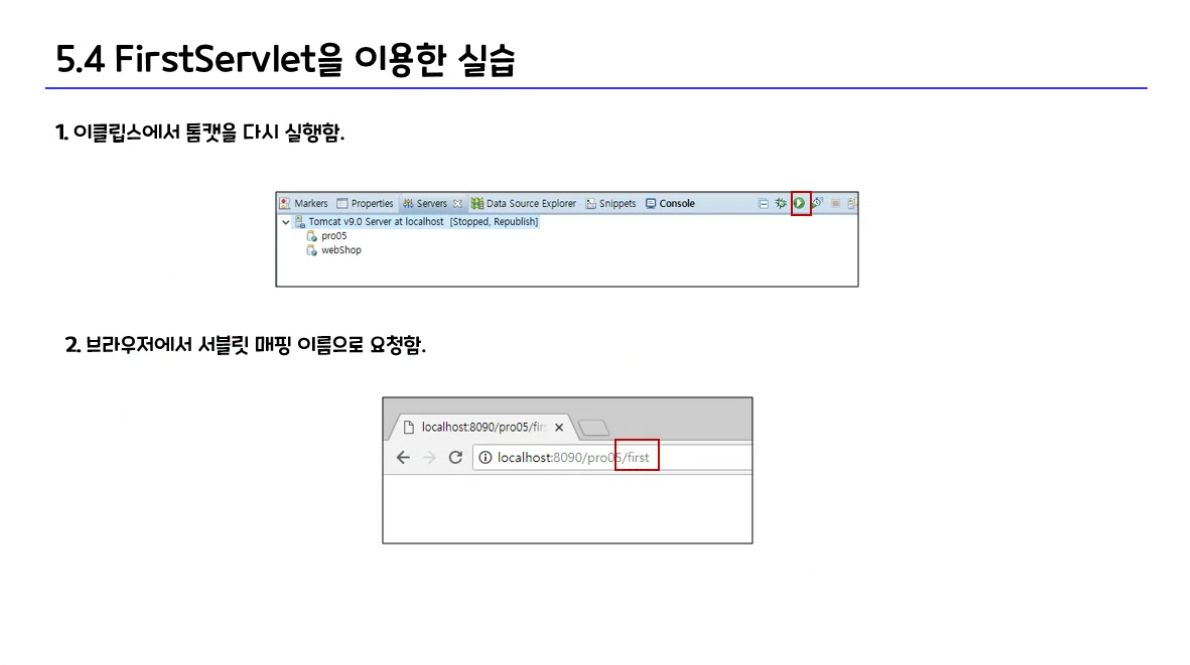 5.4 FirstServlet을 이용한 실습
1. 이클립스에서 톰캣을 다시 실행함.
Markers Properties Servers Data Source Explorer Snippets Console
Tomcat v9.0 Server at localhost [Stopped, Republish]
pro05
webShop
2. 브라우저에서 서블릿 매핑 이름으로 요청함.
localhost:8090/pro05/fir
localhost:8090/pro05/first